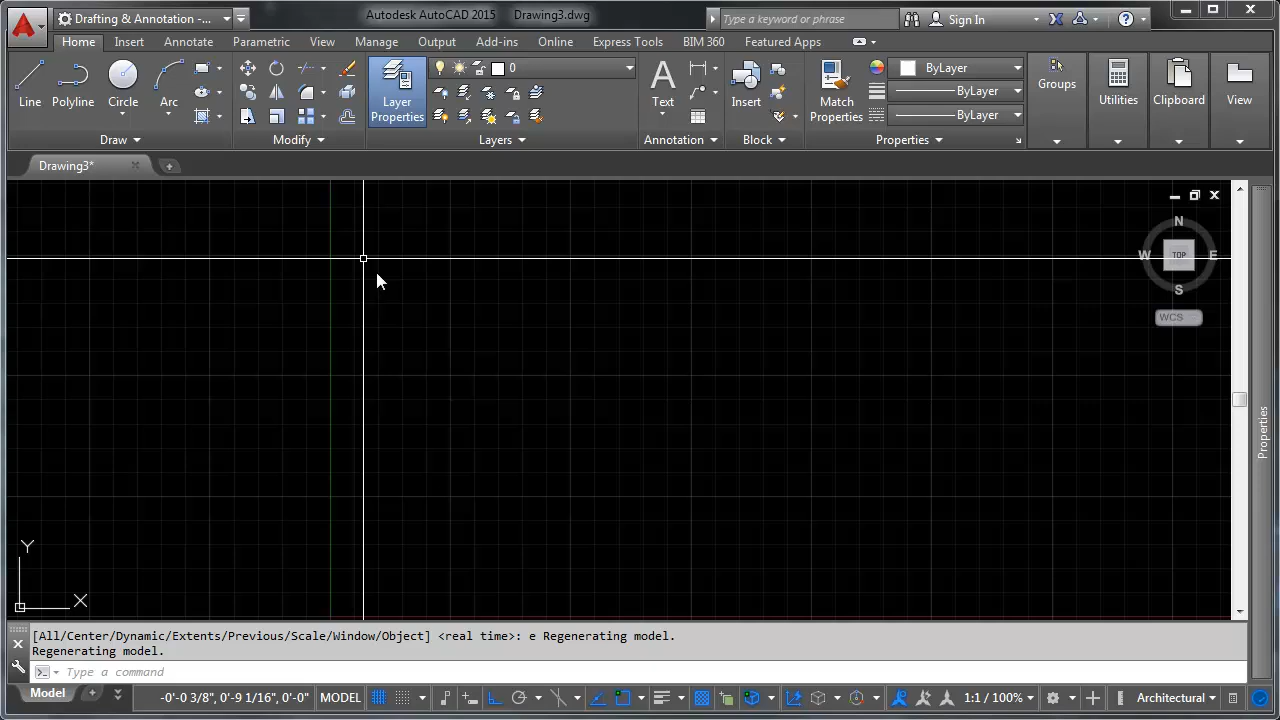 Drafting & Annotation -...
Autodesk AutoCAD 2015 Drawing3.dwg
Type a keyword or phrase
Sign In
Home Insert Annotate Parametric View Manage Output Add-ins Online Express Tools BIM 360 Featured Apps
Line
Polyline
Circle
Arc
Layer
Properties
0
Text
Insert
Match
Properties
ByLayer
ByLayer
ByLayer
Groups
Utilities
Clipboard
View
Draw
Modify
Layers
Annotation
Block
Properties
Drawing3*
N
W TOP E
S
WCS
Properties
Y
X
[All/Center/Dynamic/Extents/Previous/Scale/Window/Object] <real time>: e Regenerating model.
Regenerating model.
Type a command
Model
-0'-0 3/8", 0'-9 1/16", 0'-0"
MODEL
1:1 / 100%
Architectural